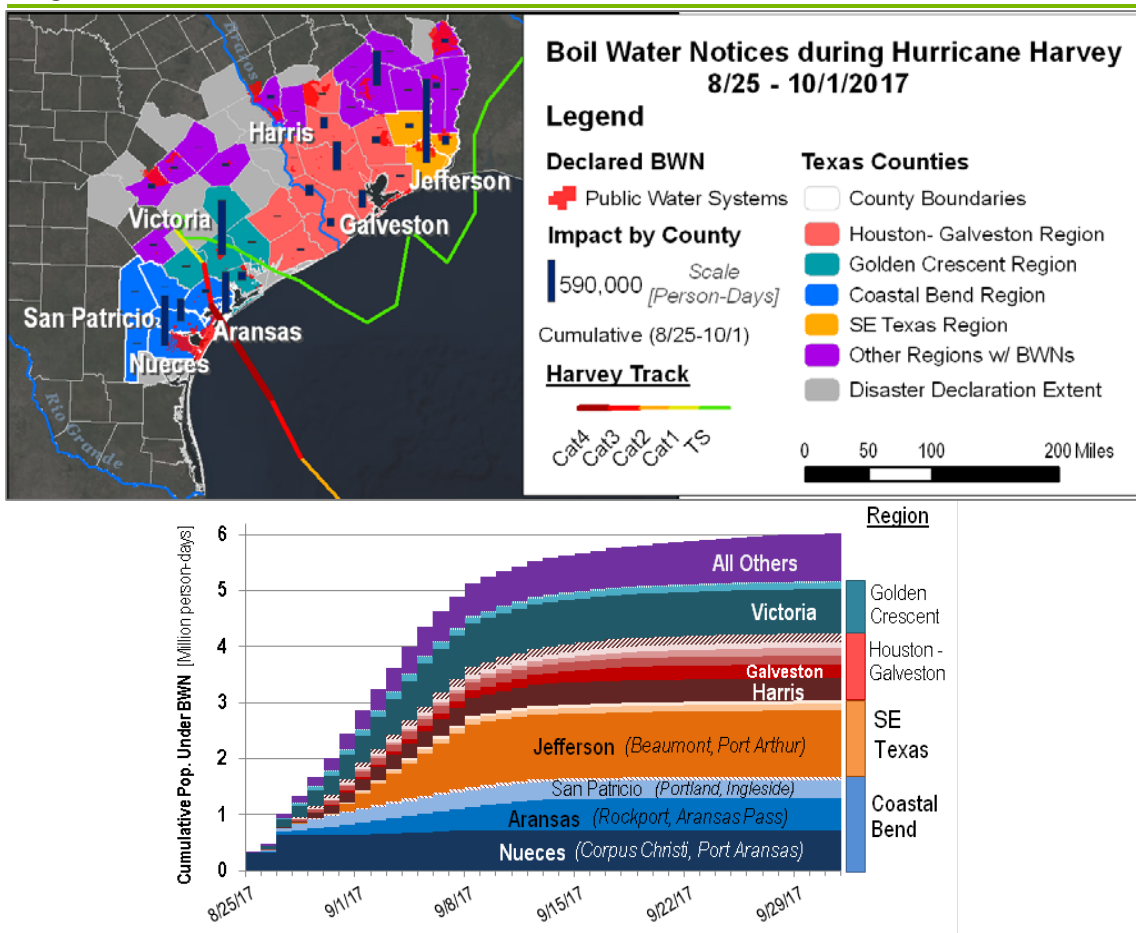 Boil Water Notices during Hurricane Harvey
8/25 - 10/1/2017
Legend
Declared BWN
Public Water Systems
Impact by County
590,000
Scale
[Person-Days]
Cumulative (8/25-10/1)
Harvey Track
Cat4
Cat3
Cat2
Cat1
TS
Texas Counties
County Boundaries
Houston- Galveston Region
Golden Crescent Region
Coastal Bend Region
SE Texas Region
Other Regions w/ BWNs
Disaster Declaration Extent
0 50 100 200 Miles
Brazos
Harris
Jefferson
Victoria
Galveston
San Patricio
Aransas
Nueces
Rio Grande
Cumulative Pop. Under BWN [Million person-days]
6
5
4
3
2
1
0
8/25/17
9/1/17
9/8/17
9/15/17
9/22/17
9/29/17
All Others
Victoria
Galveston
Harris
Jefferson (Beaumont, Port Arthur)
San Patricio (Portland, Ingleside)
Aransas (Rockport, Aransas Pass)
Nueces (Corpus Christi, Port Aransas)
Region
Golden
Crescent
Houston -
Galveston
SE
Texas
Coastal
Bend